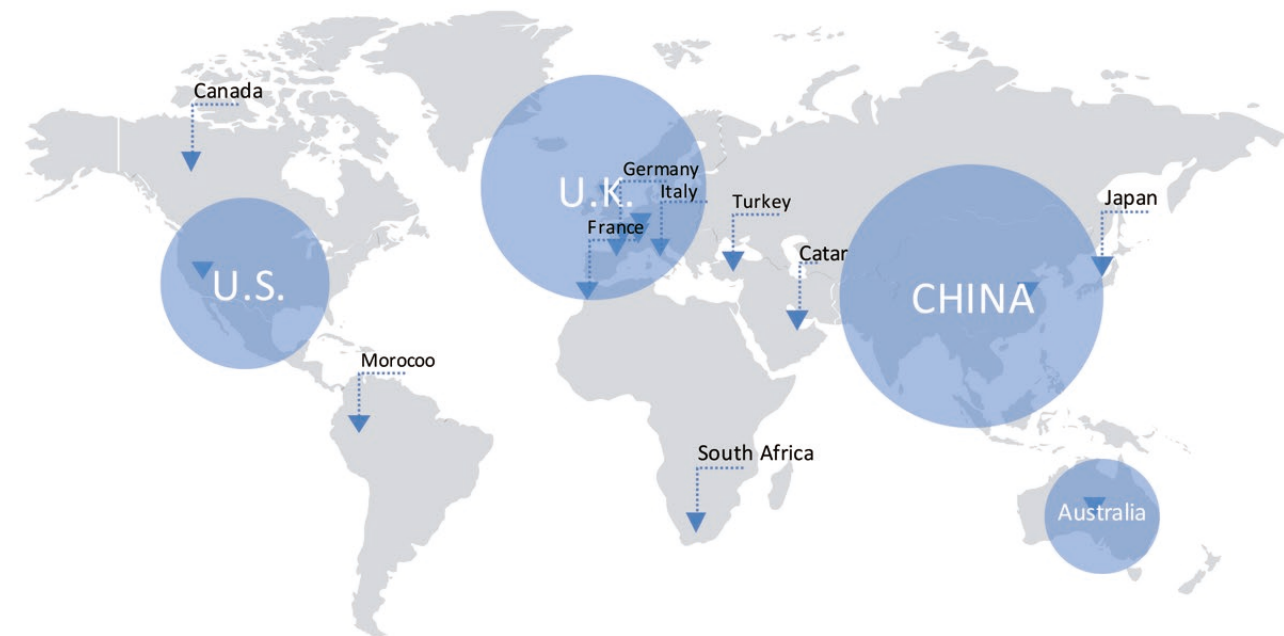 Canada
Germany
U.K.
Italy
Turkey
Japan
France
Catar
U.S.
CHINA
Morocoo
South Africa
Australia